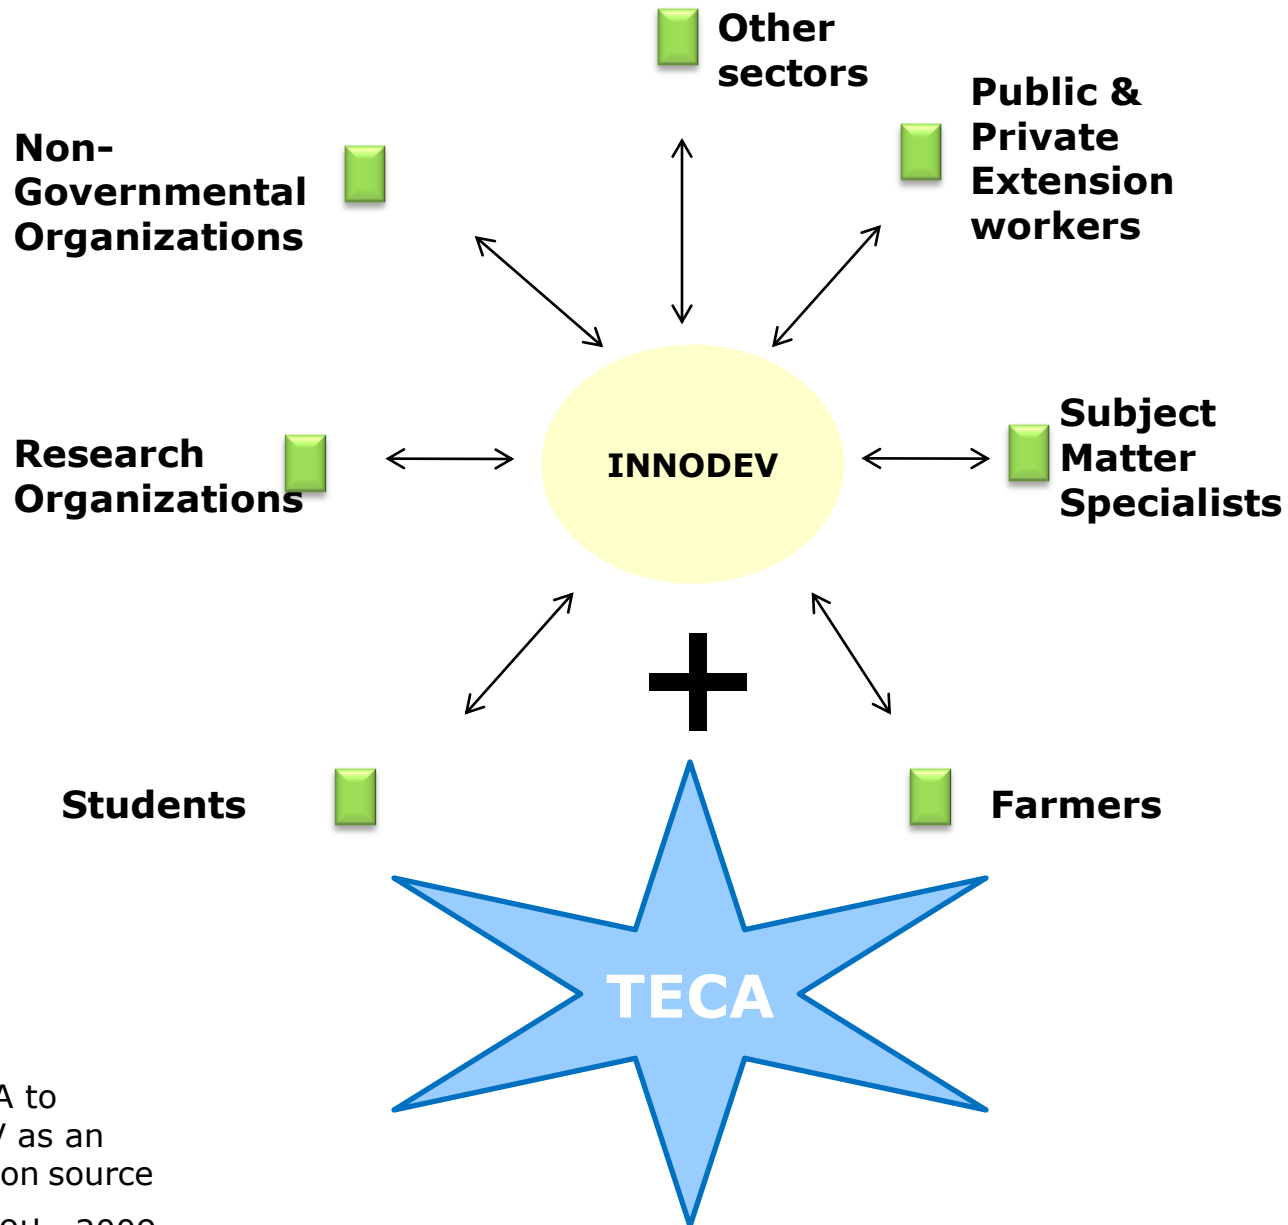 Other
sectors
Public &
Private
Extension
workers
Non-
Governmental
Organizations
Research
Organizations
INNODEV
Subject
Matter
Specialists
Students
Farmers
TECA
A to
as an
on source
2009